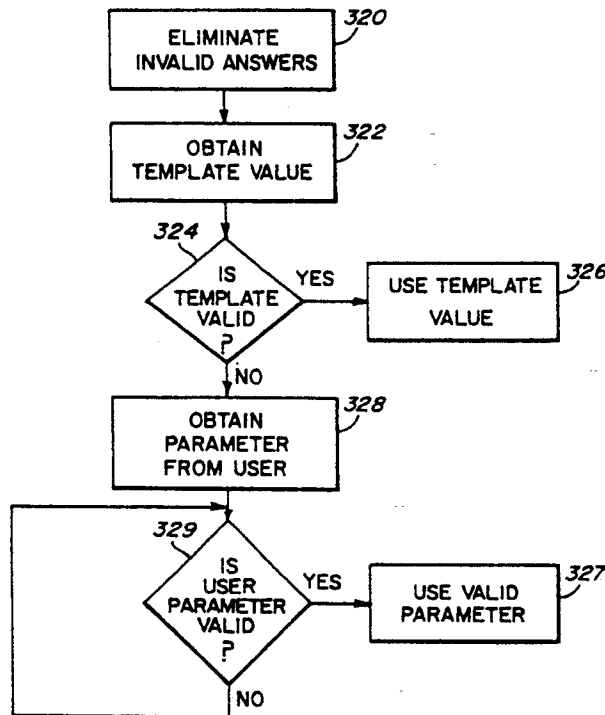 320
ELIMINATE
INVALID ANSWERS
322
OBTAIN
TEMPLATE VALUE
324
IS
TEMPLATE
VALID
?
YES
326
USE TEMPLATE
VALUE
NO
328
OBTAIN
PARAMETER
FROM USER
329
IS
USER
PARAMETER
VALID
?
YES
327
USE VALID
PARAMETER
NO